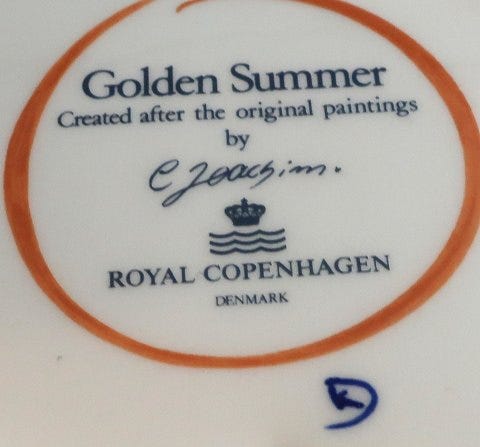 Golden Summer
Created after the original paintings
by
C Joachim.
ROYAL COPENHAGEN
DENMARK